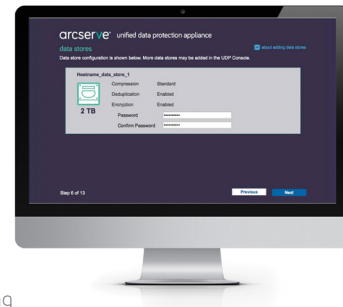 arcserve® unified data protection appliance
data stores
about adding data stores
Data store configuration is shown below. More data stores may be added in the UDP Console.
Hostname_data_store_1
Compression Standard
Deduplication Enabled
Encryption Enabled
2 TB
Password
Confirm Password
Step 6 of 13
Previous Next